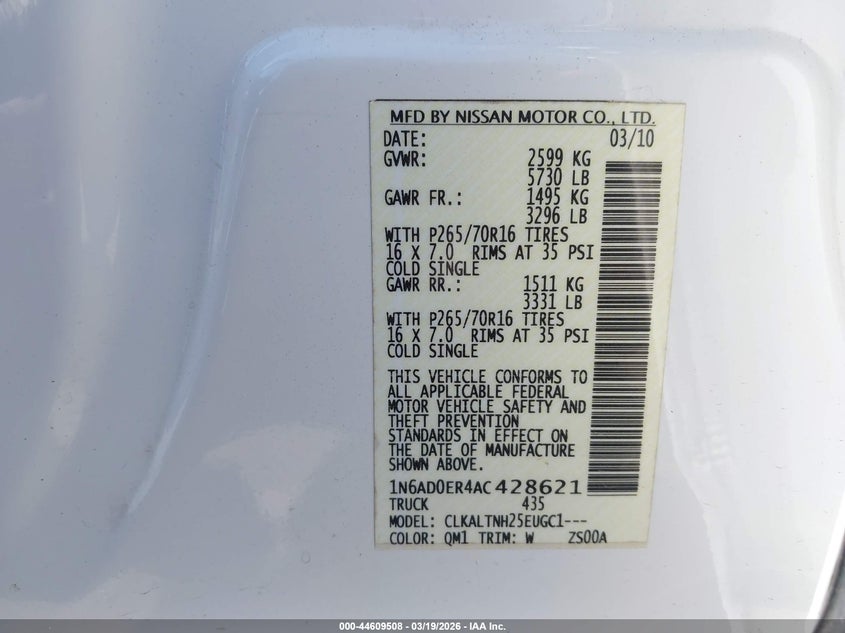 MFD BY NISSAN MOTOR CO., LTD.
DATE: 03/10
GVWR: 2599 KG
5730 LB
GAWR FR.: 1495 KG
3296 LB
WITH P265/70R16 TIRES
16 X 7.0 RIMS AT 35 PSI
COLD SINGLE
GAWR RR.: 1511 KG
3331 LB
WITH P265/70R16 TIRES
16 X 7.0 RIMS AT 35 PSI
COLD SINGLE
THIS VEHICLE CONFORMS TO
ALL APPLICABLE FEDERAL
MOTOR VEHICLE SAFETY AND
THEFT PREVENTION
STANDARDS IN EFFECT ON
THE DATE OF MANUFACTURE
SHOWN ABOVE.
1N6AD0ER4AC428621
TRUCK 435
MODEL: CLKALTNH25EUGC1---
COLOR: QM1 TRIM: W ZS00A
000-44609508 - 03/19/2026 - IAA Inc.